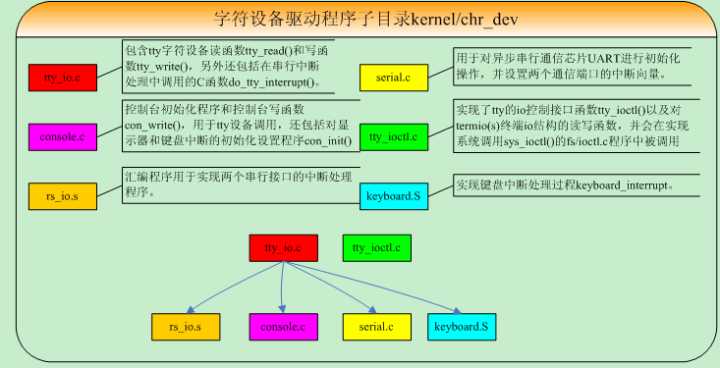 字符设备驱动程序子目录kernel/chr_dev
tty_io.c
包含tty字符设备读函数tty_read()和写函
数tty_write()，另外还包括在串行中断
处理中调用的C函数do_tty_interrupt()。
serial.c
用于对异步串行通信芯片UART进行初始化
操作，并设置两个通信端口的中断向量。
console.c
控制台初始化程序和控制台写函数
con_write()，用于tty设备调用，还包括对显
示器和键盘中断的初始化设置程序con_init()
tty_ioctl.c
实现了tty的io控制接口函数tty_ioctl()以及对
termio(s)终端io结构的读写函数，并会在实现
系统调用sys_ioctl()的fs/ioctl.c程序中被调用
rs_io.s
汇编程序用于实现两个串行接口的中断处理
程序。
keyboard.S
实现键盘中断处理过程keyboard_interrupt。
tty_io.c
tty_ioctl.c
rs_io.s
console.c
serial.c
keyboard.S